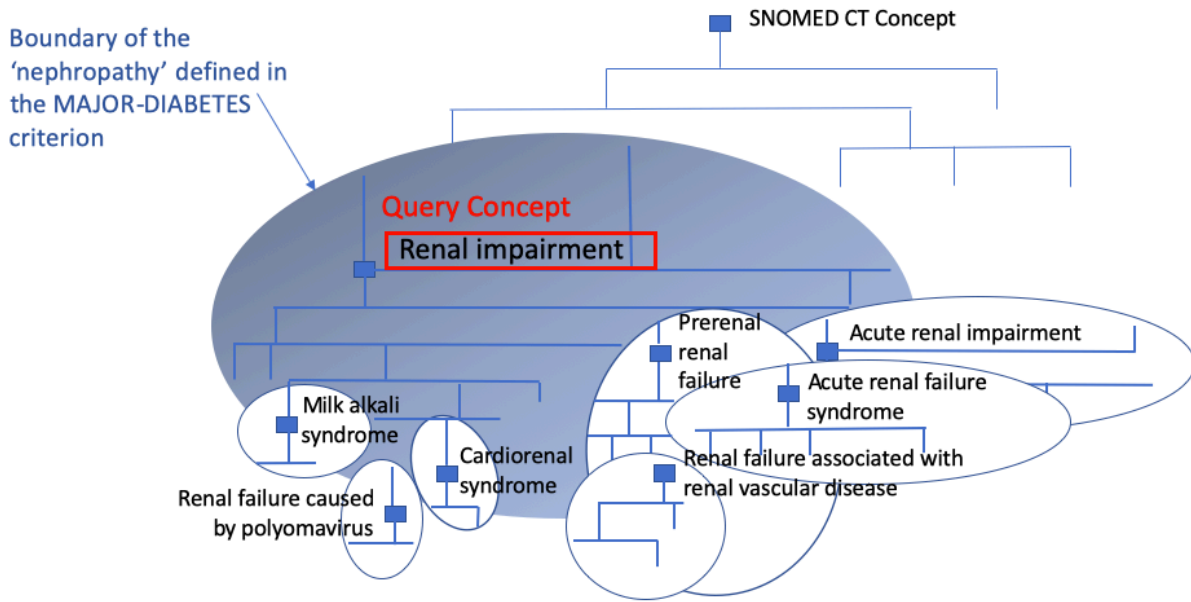 SNOMED CT Concept
Boundary of the
‘nephropathy’ defined in
the MAJOR-DIABETES
criterion
Query Concept
Renal impairment
Prerenal
renal
failure
Acute renal impairment
Acute renal failure
syndrome
Milk alkali
syndrome
Cardiorenal
syndrome
Renal failure associated with
renal vascular disease
Renal failure caused
by polyomavirus